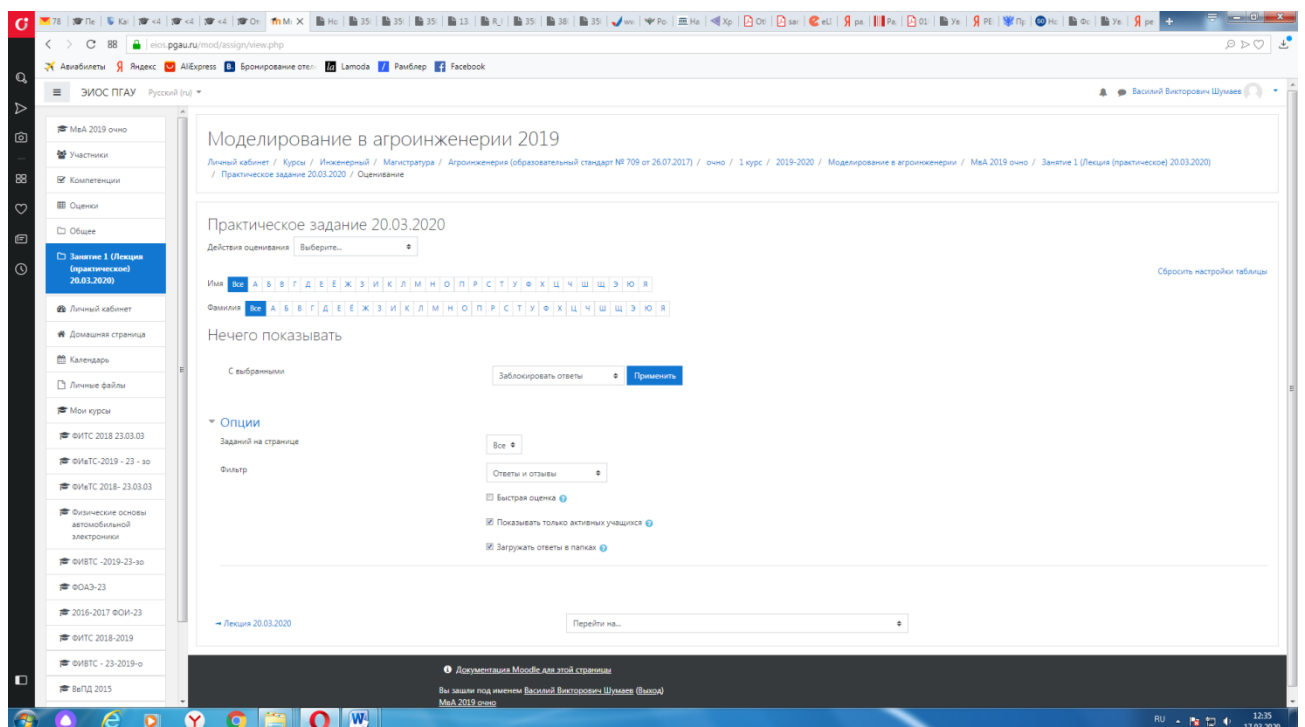 eios.pgau.ru/mod/assign/view.php
Авиабилеты Яндекс AliExpress Бронирование отел Lamoda Рамблер Facebook
ЭИОС ПГАУ Русский (ru)
Василий Викторович Шумаев
МвА 2019 очно
Участники
Компетенции
Оценки
Общее
Занятие 1 (Лекция
(практическое)
20.03.2020)
Личный кабинет
Домашняя страница
Календарь
Личные файлы
Мои курсы
ФИТС 2018 23.03.03
ФИвТС-2019 - 23 - зо
ФИвТС 2018- 23.03.03
Физические основы
автомобильной
электроники
ФИВТС -2019-23-зо
ФОАЭ-23
2016-2017 ФОИ-23
ФИТС 2018-2019
ФИВТС - 23-2019-о
ВвПД 2015
Моделирование в агроинженерии 2019
Личный кабинет / Курсы / Инженерный / Магистратура / Агроинженерия (образовательный стандарт № 709 от 26.07.2017) / очно / 1 курс / 2019-2020 / Моделирование в агроинженерии / МвА 2019 очно / Занятие 1 (Лекция (практическое) 20.03.2020)
/ Практическое задание 20.03.2020 / Оценивание
Практическое задание 20.03.2020
Действия оценивания Выберите...
Сбросить настройки таблицы
Имя Все А Б В Г Д Е Ё Ж З И К Л М Н О П Р С Т У Ф Х Ц Ч Ш Щ Э Ю Я
Фамилия Все А Б В Г Д Е Ё Ж З И К Л М Н О П Р С Т У Ф Х Ц Ч Ш Щ Э Ю Я
Нечего показывать
С выбранными Заблокировать ответы Применить
Опции
Заданий на странице Все
Фильтр Ответы и отзывы
Быстрая оценка
Показывать только активных учащихся
Загружать ответы в папках
→ Лекция 20.03.2020 Перейти на...
Документация Moodle для этой страницы
Вы зашли под именем Василий Викторович Шумаев (Выход)
МвА 2019 очно
RU 12:35
17.03.2020